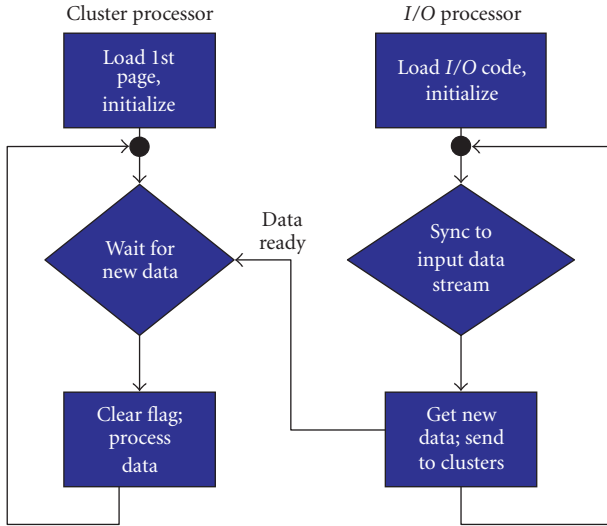 Cluster processor
Load 1st
page,
initialize
Wait for
new data
Clear flag;
process
data
Data
ready
I/O processor
Load I/O code,
initialize
Sync to
input data
stream
Get new
data; send
to clusters